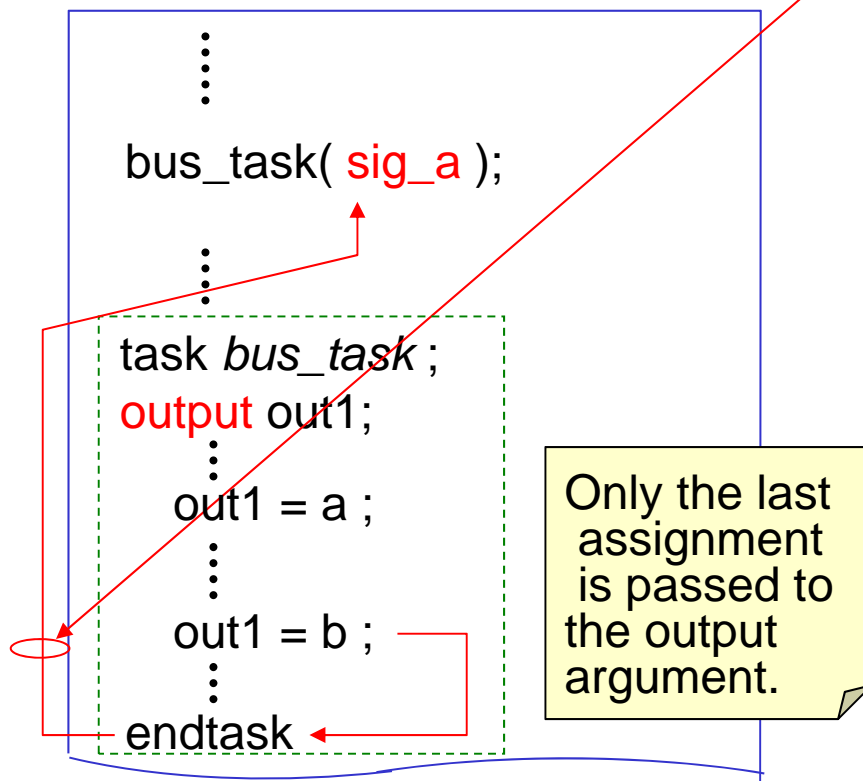 bus_task( sig_a );
task bus_task ;
output out1;
out1 = a ;
out1 = b ;
endtask
Only the last
assignment
is passed to
the output
argument.